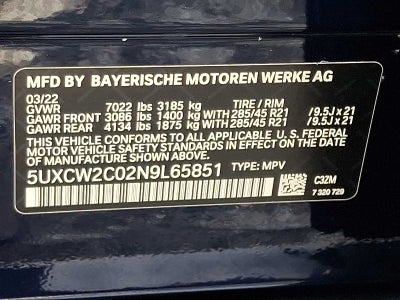 MFD BY BAYERISCHE MOTOREN WERKE AG
03/22
GVWR 7022 lbs 3185 kg TIRE / RIM
GAWR FRONT 3086 lbs 1400 kg WITH 285/45 R21 /9.5J x 21
GAWR REAR 4134 lbs 1875 kg WITH 285/45 R21 /9.5J x 21
THIS VEHICLE CONFORMS TO ALL APPLICABLE U. S. FEDERAL
MOTOR VEHICLE SAFETY STANDARDS IN EFFECT ON THE DATE
OF MANUFACTURE SHOWN ABOVE.
5UXCW2C02N9L65851 TYPE: MPV
C3ZM
7 320 729